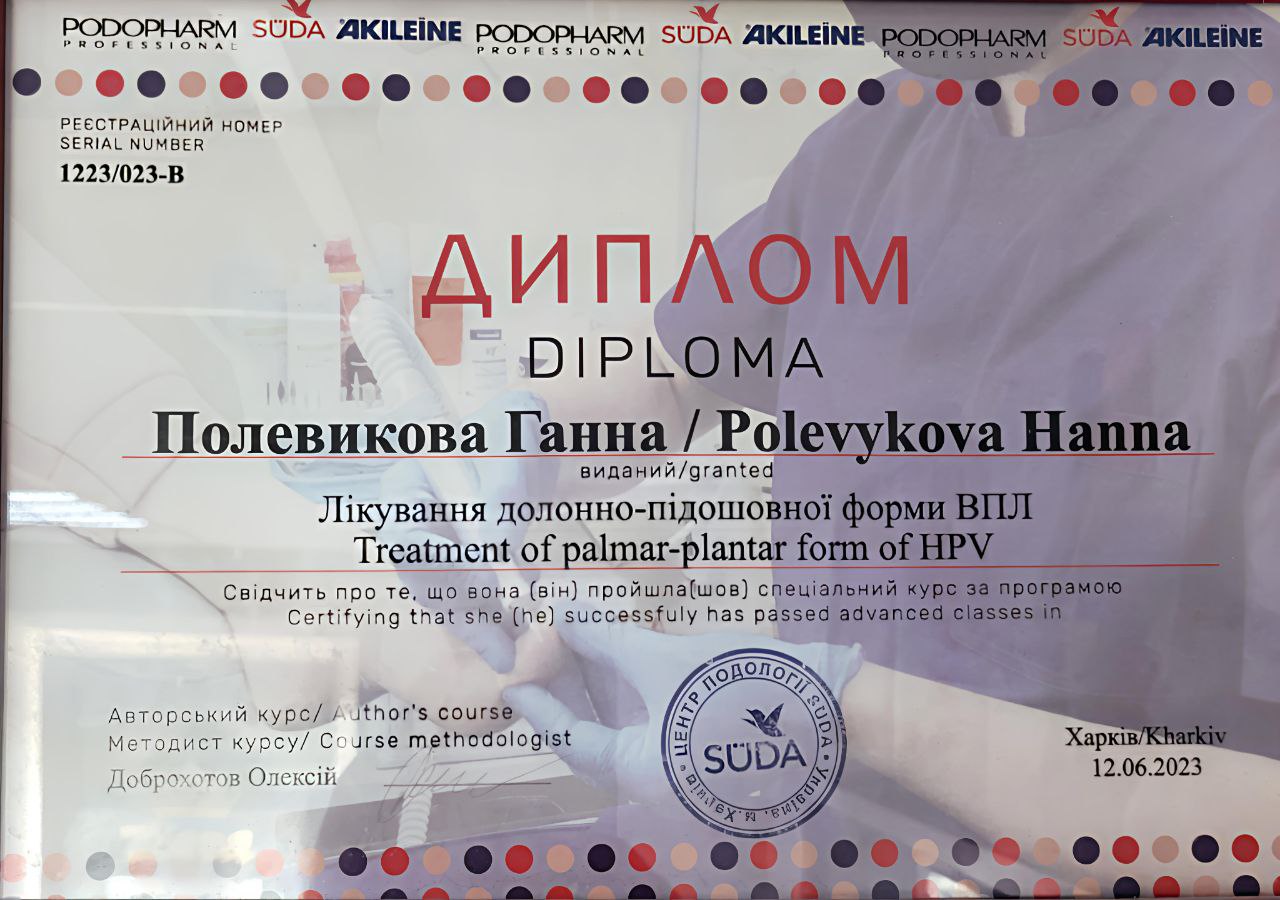 PODOPHARM PROFESSIONAL SÜDA AKILEÏNE PODOPHARM PROFESSIONAL SÜDA AKILEÏNE PODOPHARM PROFESSIONAL SÜDA AKILEÏNE
РЕЄСТРАЦІЙНИЙ НОМЕР
SERIAL NUMBER
1223/023-В
ДИПЛОМ
DIPLOMA
Полевикова Ганна / Polevykova Hanna
виданий/granted
Лікування долонно-підошовної форми ВПЛ
Treatment of palmar-plantar form of HPV
Свідчить про те, що вона (він) пройшла(шов) спеціальний курс за програмою
Certifying that she (he) successfuly has passed advanced classes in
Авторський курс/ Author's course
Методист курсу/ Course methodologist
Доброхотов Олексій
ЦЕНТР ПОДОЛОГІЇ SÜDA • Україна, м. Харків •
SÜDA
Харків/Kharkiv
12.06.2023